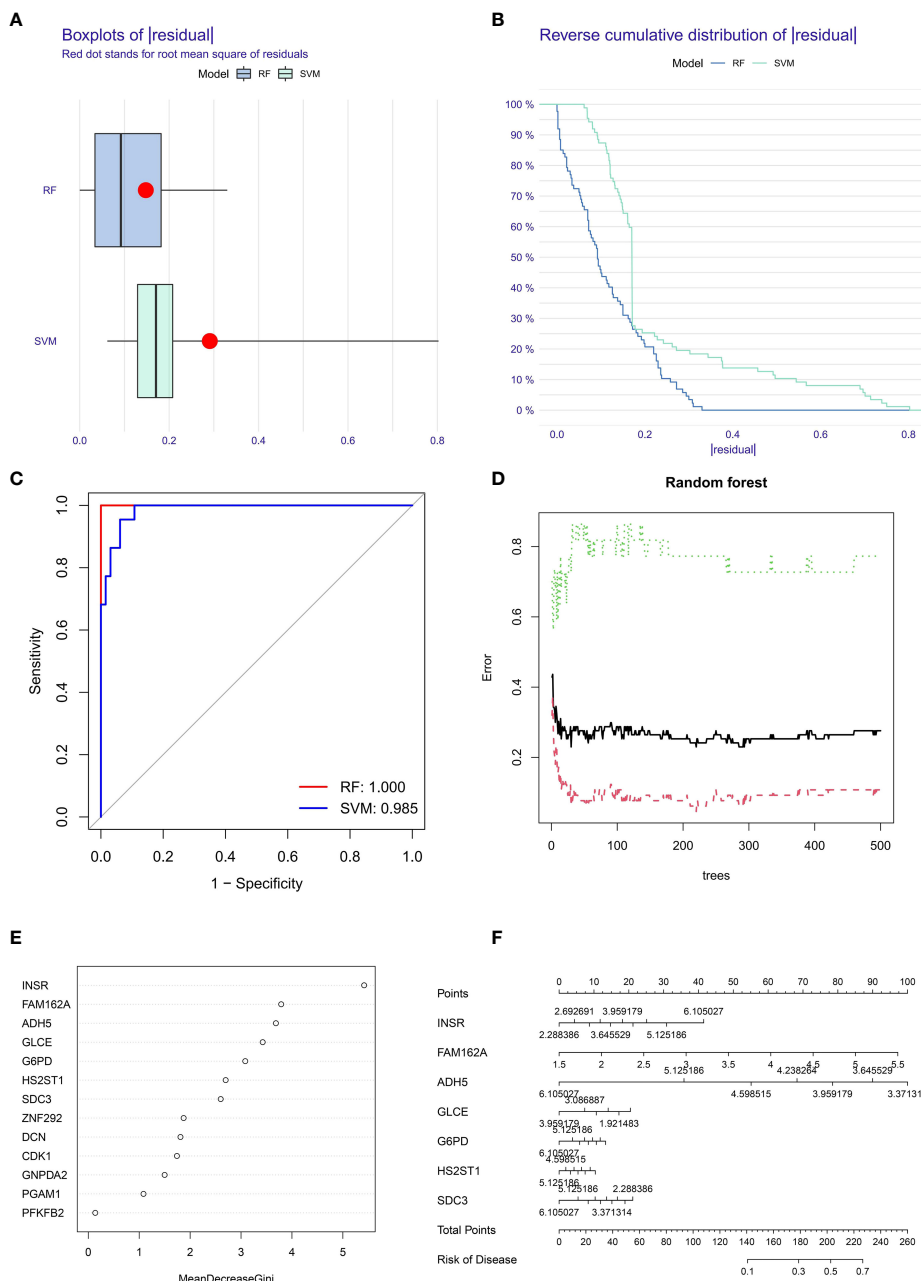 A
Boxplots of |residual|
Red dot stands for root mean square of residuals
Model RF SVM
RF
SVM
0.0 0.2 0.4 0.6 0.8
B
Reverse cumulative distribution of |residual|
Model RF SVM
100 %
90 %
80 %
70 %
60 %
50 %
40 %
30 %
20 %
10 %
0 %
0.0 0.2 0.4 0.6 0.8
|residual|
C
Sensitivity
1.0
0.8
0.6
0.4
0.2
0.0
RF: 1.000
SVM: 0.985
0.0 0.2 0.4 0.6 0.8 1.0
1 − Specificity
D
Random forest
Error
0.8
0.6
0.4
0.2
0 100 200 300 400 500
trees
E
INSR
FAM162A
ADH5
GLCE
G6PD
HS2ST1
SDC3
ZNF292
DCN
CDK1
GNPDA2
PGAM1
PFKFB2
0 1 2 3 4 5
MeanDecreaseGini
F
0 10 20 30 40 50 60 70 80 90 100
Points
2.692691 3.959179 6.105027
INSR
2.288386 3.645529 5.125186
FAM162A
1.5 2 2.5 3 3.5 4 4.5 5 5.5
5.125186 4.238264 3.645529
ADH5
6.105027 4.598515 3.959179 3.37131
3.086887
GLCE
3.959179 1.921483
5.125186
G6PD
6.105027
4.598515
HS2ST1
5.125186
5.125186 2.288386
SDC3
6.105027 3.371314
Total Points
0 20 40 60 80 100 120 140 160 180 200 220 240 260
Risk of Disease
0.1 0.3 0.5 0.7